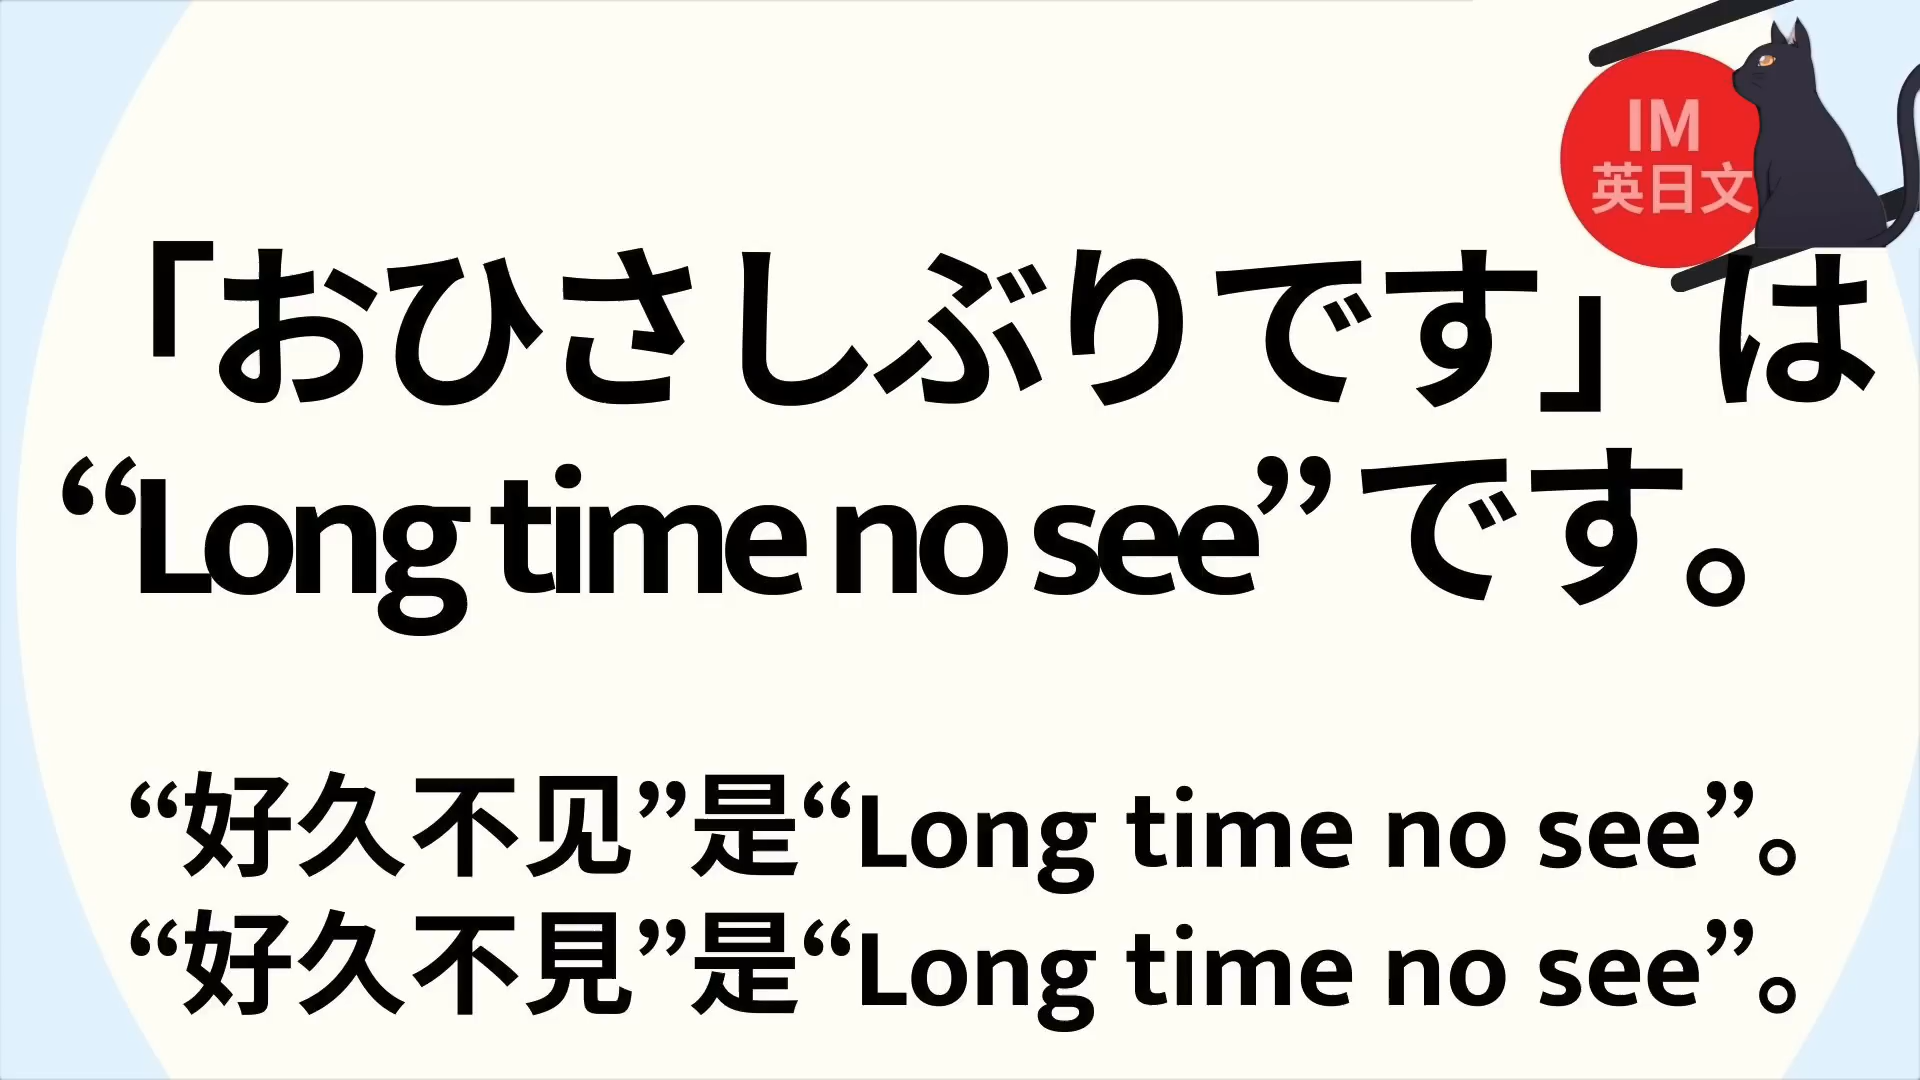 IM
英日文
「おひさしぶりです」は
“Long time no see”です。
“好久不见”是“Long time no see”。
“好久不見”是“Long time no see”。